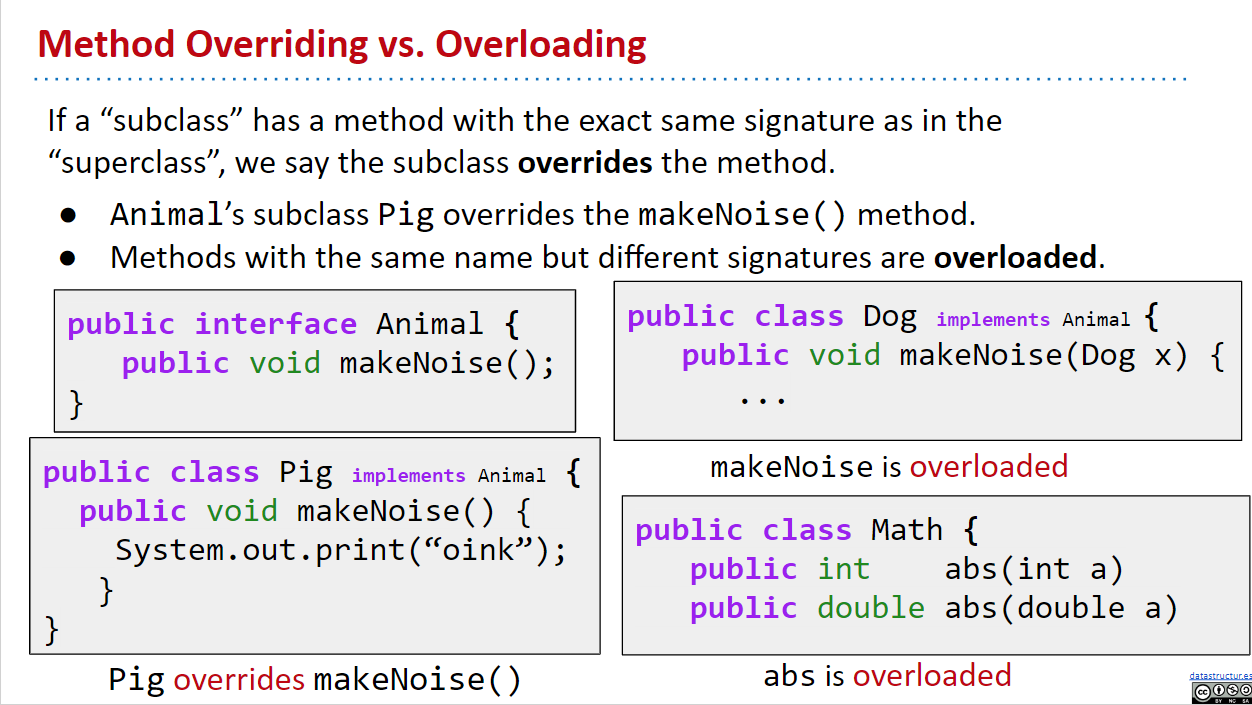 Method Overriding vs. Overloading
If a “subclass” has a method with the exact same signature as in the
“superclass”, we say the subclass overrides the method.
● Animal’s subclass Pig overrides the makeNoise() method.
● Methods with the same name but different signatures are overloaded.
public interface Animal {
public void makeNoise();
}
public class Pig implements Animal {
public void makeNoise() {
System.out.print(“oink”);
}
}
Pig overrides makeNoise()
public class Dog implements Animal {
public void makeNoise(Dog x) {
...
makeNoise is overloaded
public class Math {
public int abs(int a)
public double abs(double a)
abs is overloaded
datastructur.es
CC
BY NC SA